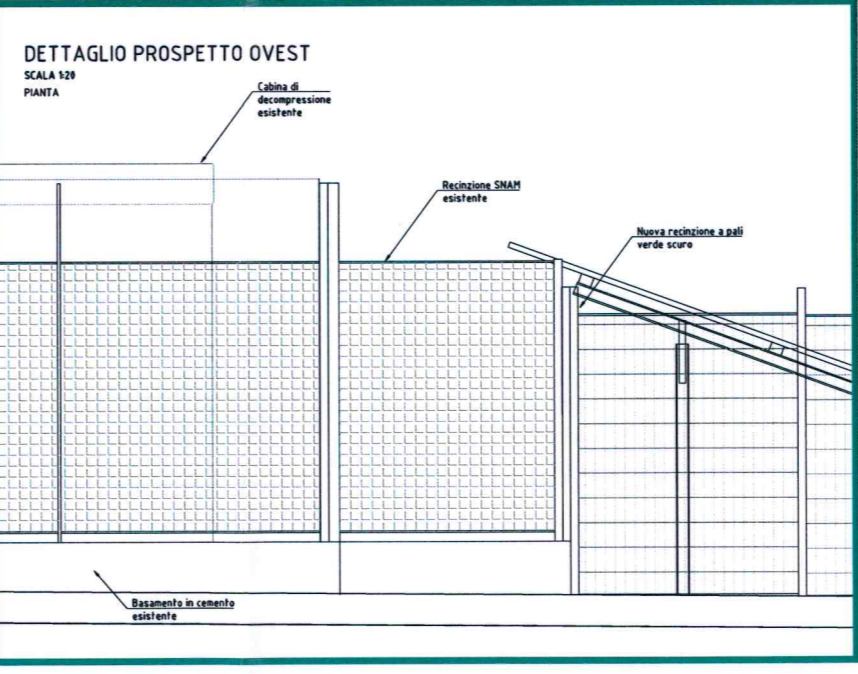 DETTAGLIO PROSPETTO OVEST
SCALA 1:20
PIANTA
Cabina di
decompressione
esistente
Recinzione SNAM
esistente
Nuova recinzione a pali
verde scuro
Basamento in cemento
esistente